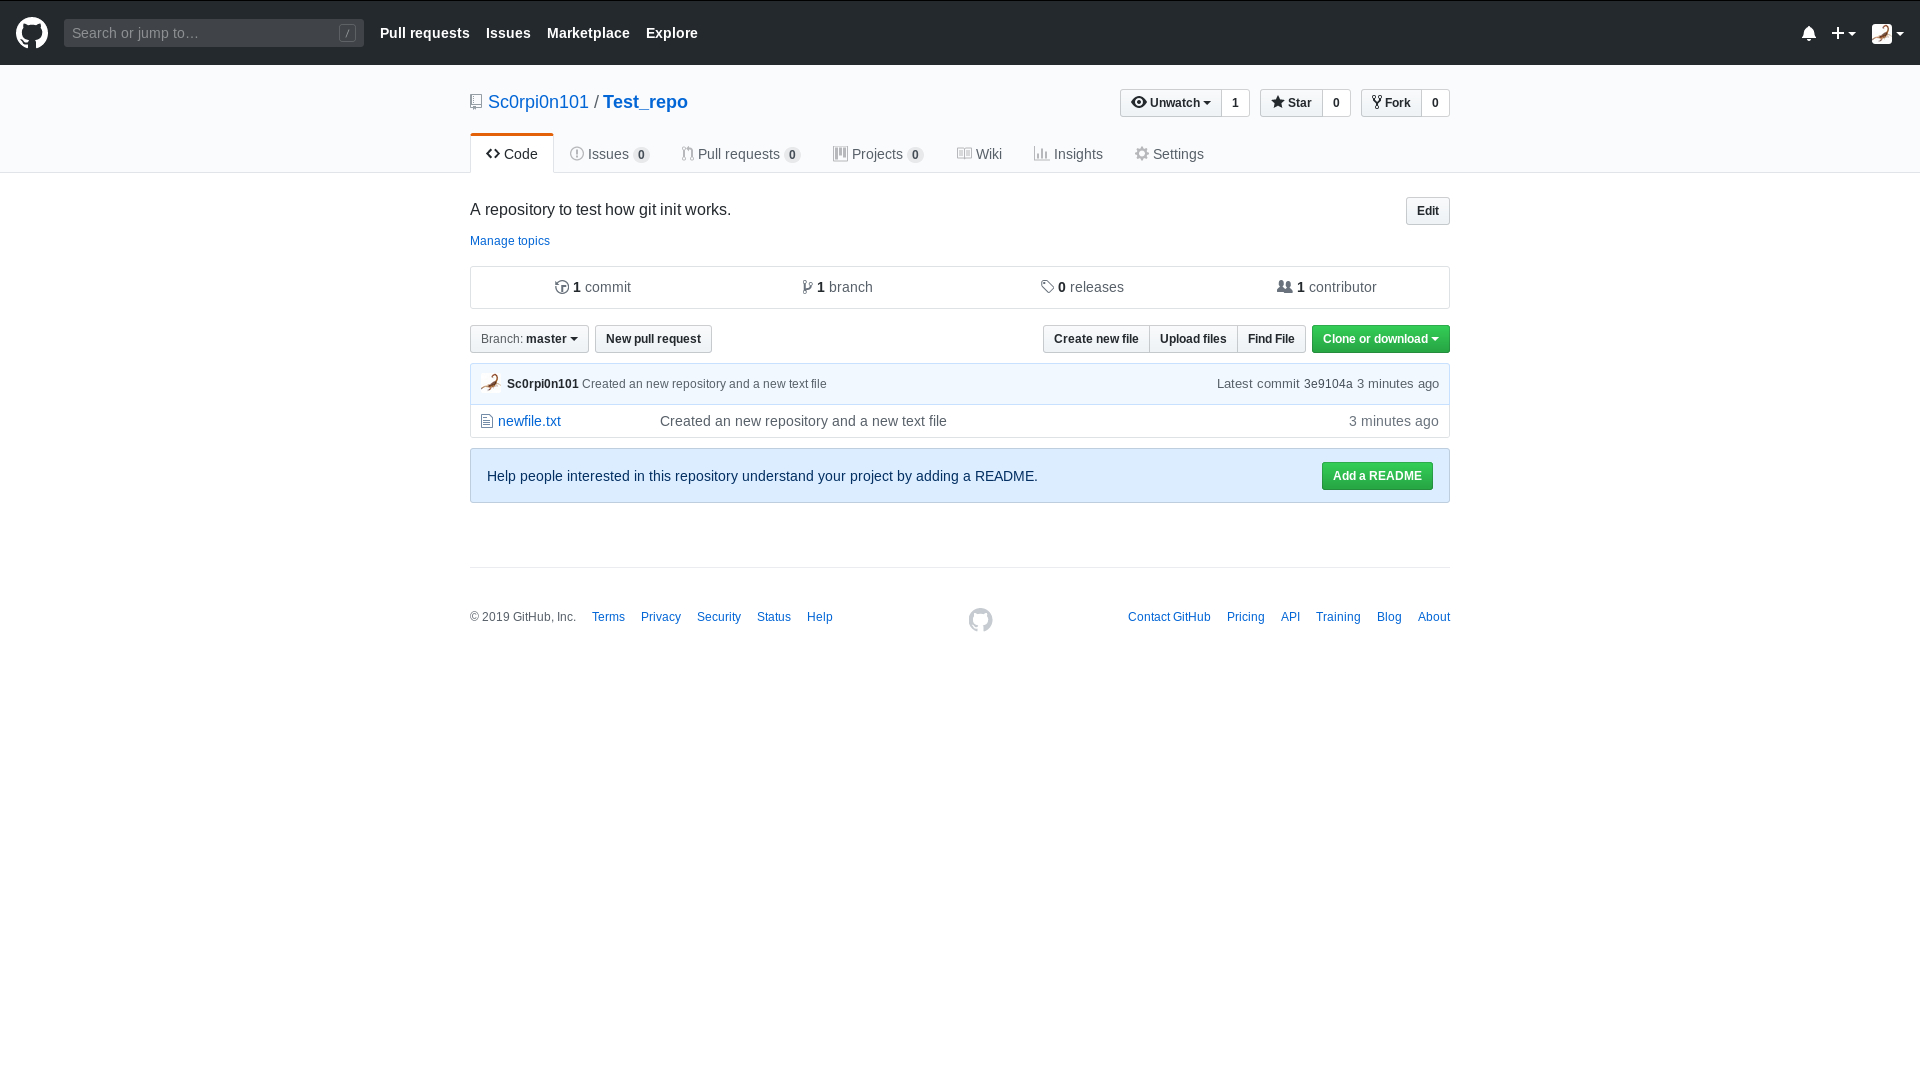 Search or jump to… / Pull requests Issues Marketplace Explore
Sc0rpi0n101 / Test_repo Unwatch 1 Star 0 Fork 0
Code Issues 0 Pull requests 0 Projects 0 Wiki Insights Settings
A repository to test how git init works. Edit
Manage topics
1 commit 1 branch 0 releases 1 contributor
Branch: master New pull request Create new file Upload files Find File Clone or download
Sc0rpi0n101 Created an new repository and a new text file Latest commit 3e9104a 3 minutes ago
newfile.txt Created an new repository and a new text file 3 minutes ago
Help people interested in this repository understand your project by adding a README. Add a README
© 2019 GitHub, Inc. Terms Privacy Security Status Help Contact GitHub Pricing API Training Blog About